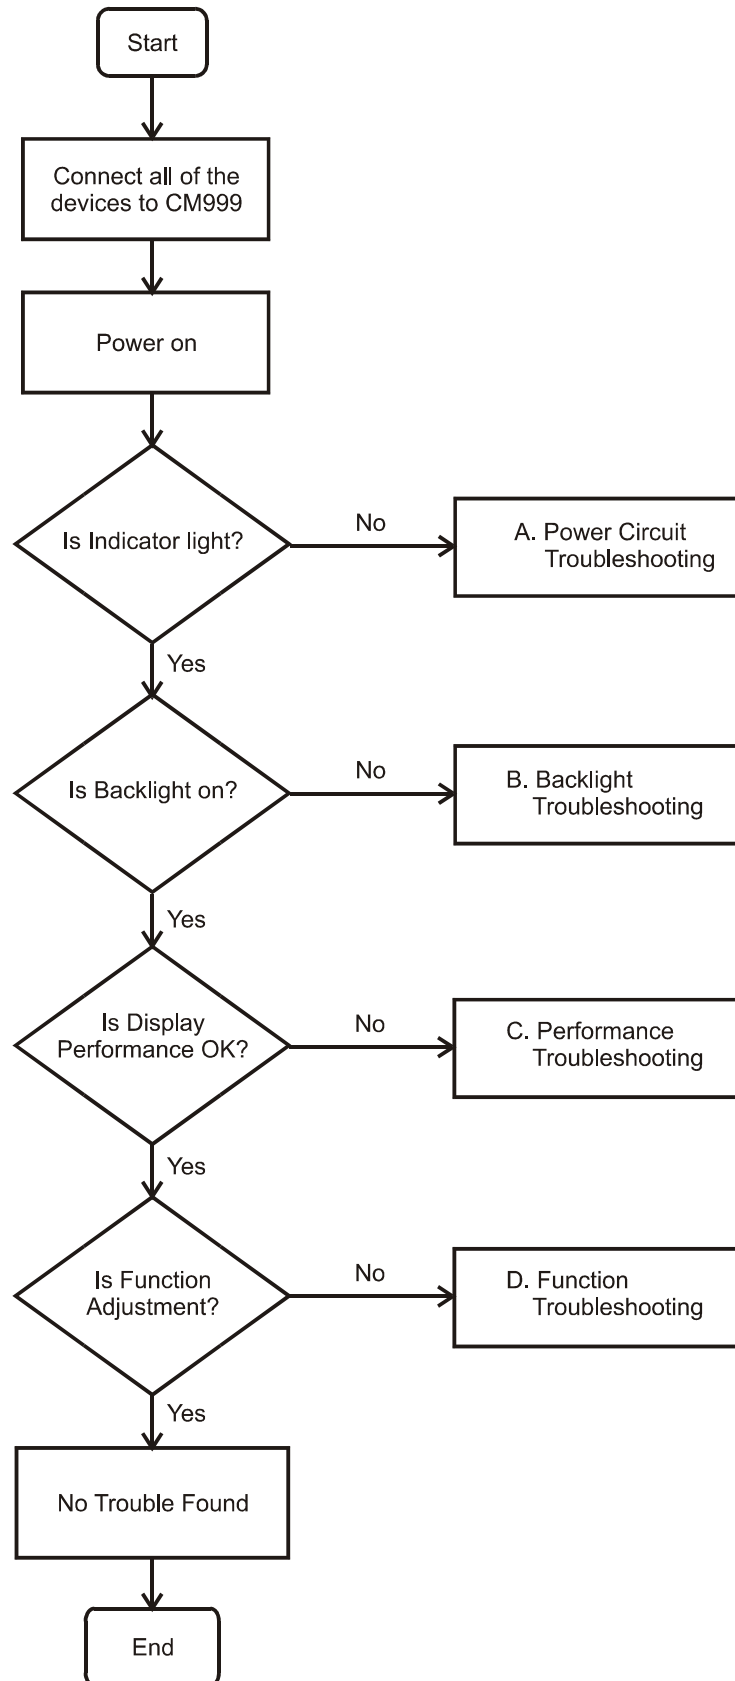 Start
Connect all of the
devices to CM999
Power on
Is Indicator light?
No
A. Power Circuit
Troubleshooting
Yes
Is Backlight on?
No
B. Backlight
Troubleshooting
Yes
Is Display
Performance OK?
No
C. Performance
Troubleshooting
Yes
Is Function
Adjustment?
No
D. Function
Troubleshooting
Yes
No Trouble Found
End